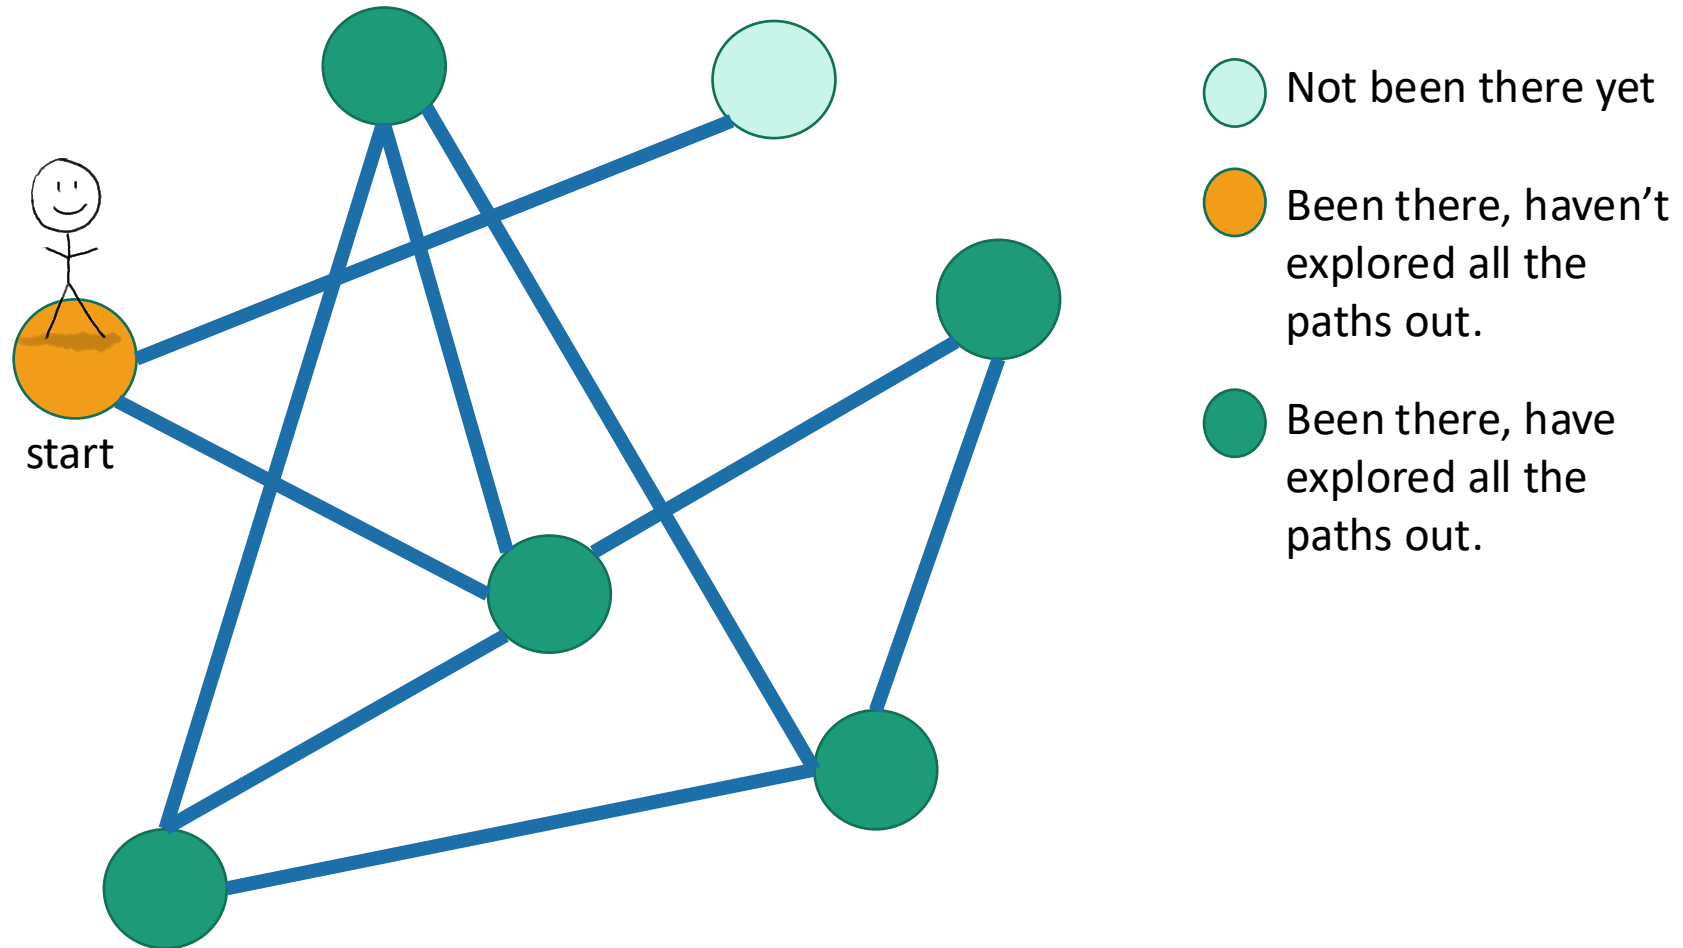 Not been there yet
Been there, haven’t
explored all the
paths out.
start
Been there, have
explored all the
paths out.